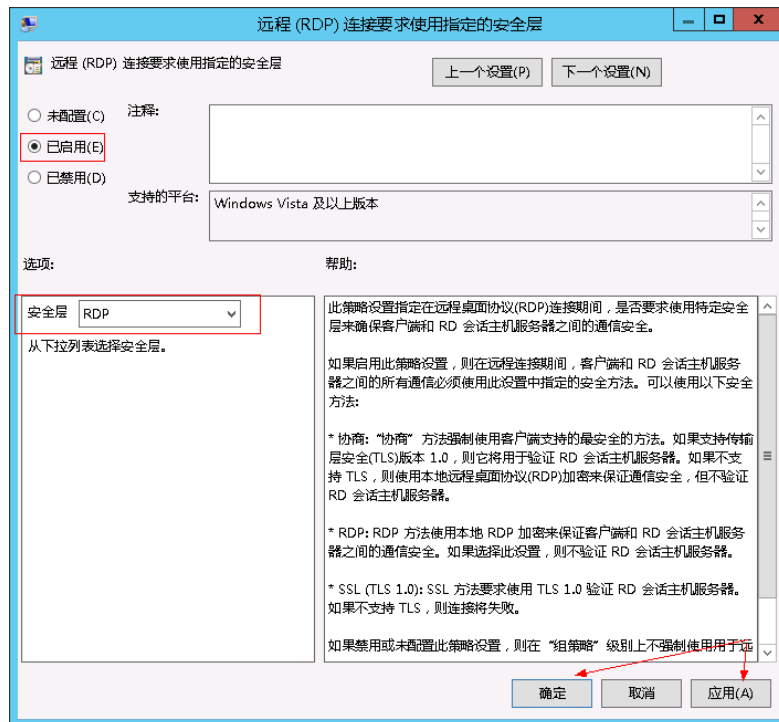 远程 (RDP) 连接要求使用指定的安全层
远程 (RDP) 连接要求使用指定的安全层
上一个设置(P)
下一个设置(N)
未配置(C)
注释:
已启用(E)
已禁用(D)
支持的平台:
Windows Vista 及以上版本
选项:
帮助:
安全层 RDP
从下拉列表选择安全层。
此策略设置指定在远程桌面协议(RDP)连接期间，是否要求使用特定安全
层来确保客户端和 RD 会话主机服务器之间的通信安全。
如果启用此策略设置，则在远程连接期间，客户端和 RD 会话主机服务
器之间的所有通信必须使用此设置中指定的安全方法。可以使用以下安全
方法:
* 协商:“协商” 方法强制使用客户端支持的最安全的方法。如果支持传输
层安全(TLS)版本 1.0，则它将用于验证 RD 会话主机服务器。如果不支
持 TLS，则使用本地远程桌面协议(RDP)加密来保证通信安全，但不验证
RD 会话主机服务器。
* RDP: RDP 方法使用本地 RDP 加密来保证客户端和 RD 会话主机服务
器之间的通信安全。如果选择此设置，则不验证 RD 会话主机服务器。
* SSL (TLS 1.0): SSL 方法要求使用 TLS 1.0 验证 RD 会话主机服务器。
如果不支持 TLS，则连接将失败。
如果禁用或未配置此策略设置，则在 “组策略” 级别上不强制使用用于远
确定
取消
应用(A)